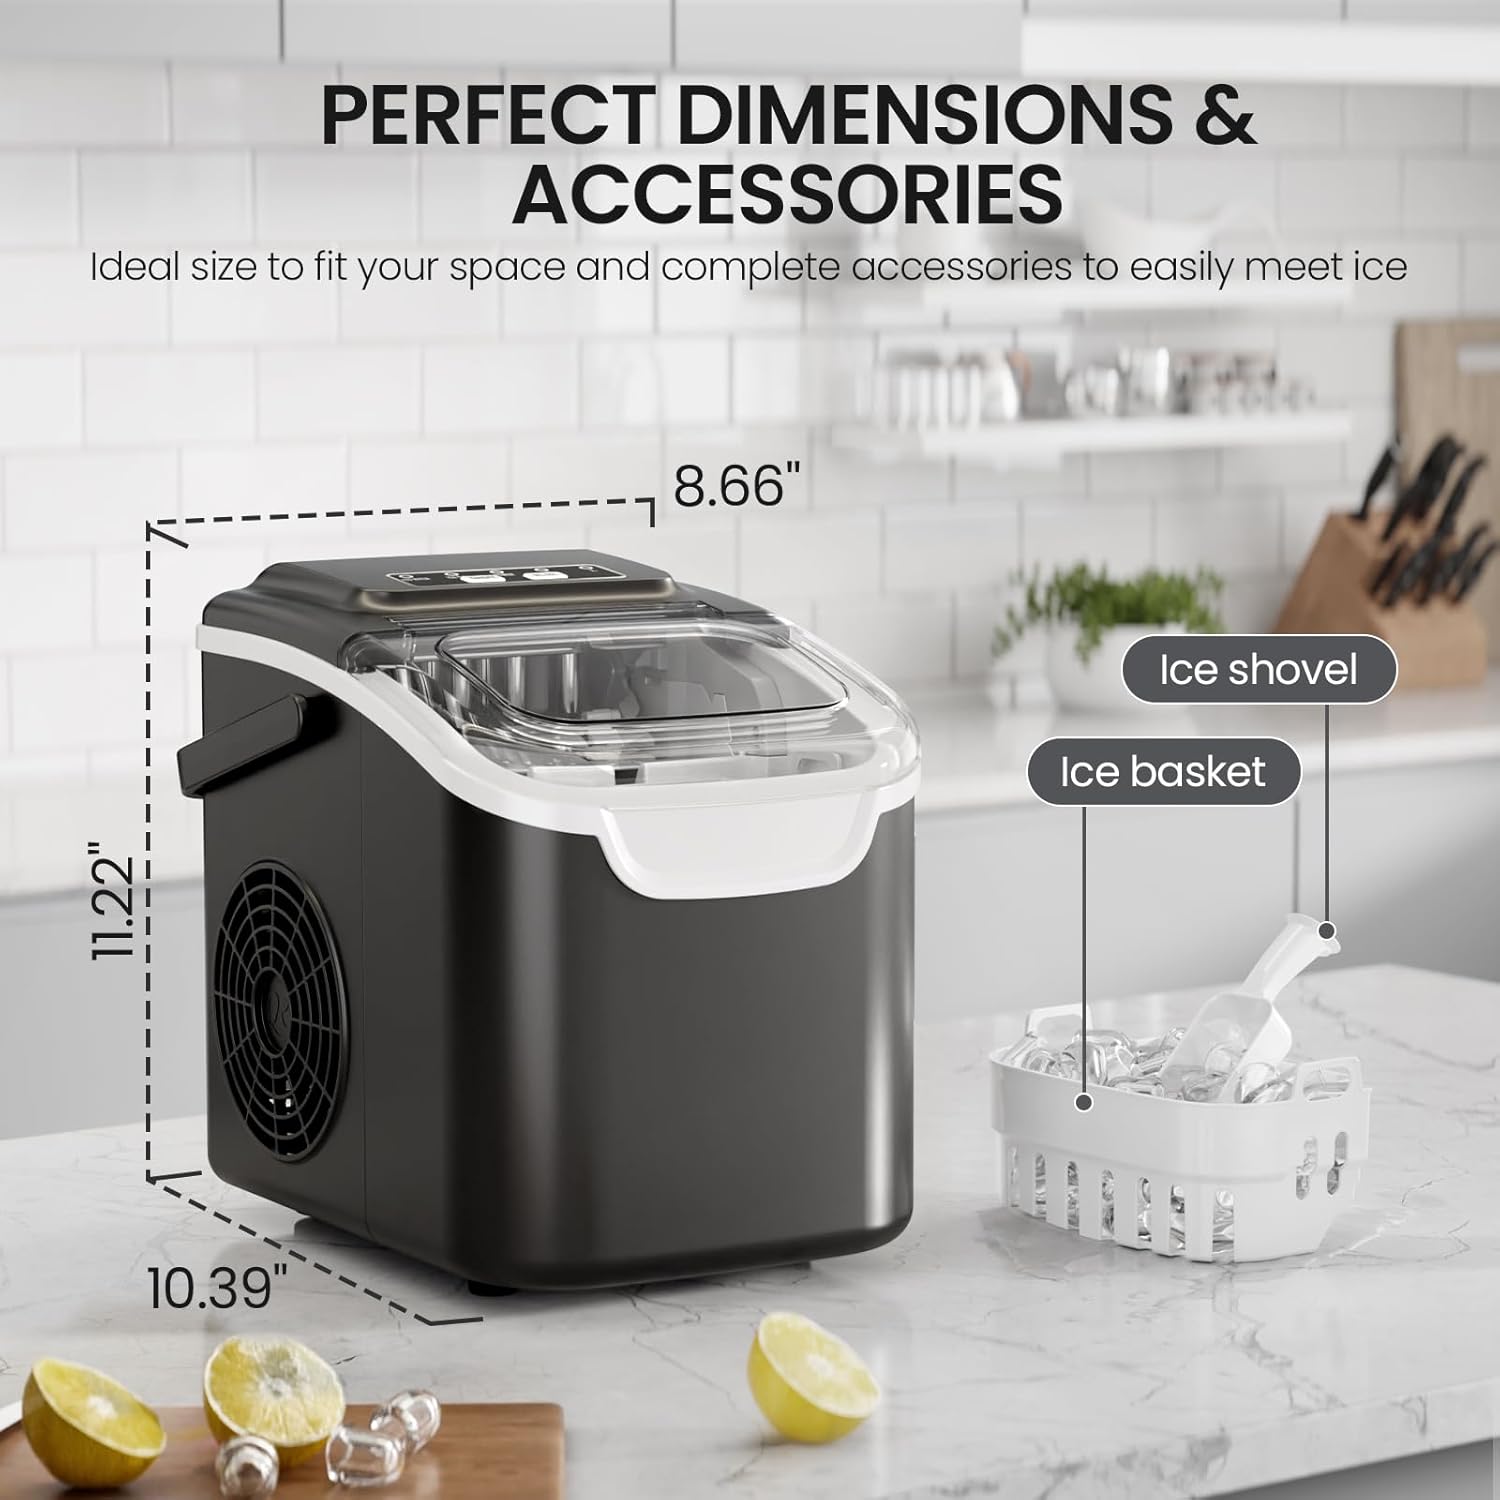 PERFECT DIMENSIONS &
ACCESSORIES
Ideal size to fit your space and complete accessories to easily meet ice
8.66"
Ice shovel
Ice basket
11.22"
10.39"